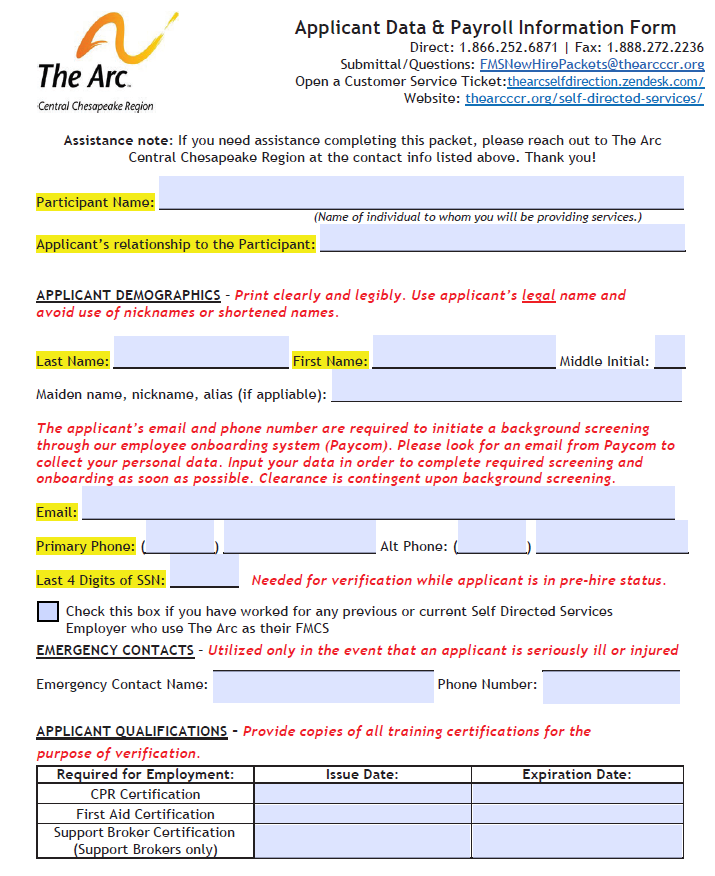 The Arc
Central Chesapeake Region
Applicant Data & Payroll Information Form
Direct: 1.866.252.6871 | Fax: 1.888.272.2236
Submittal/Questions: FMSNewHirePackets@thearcccr.org
Open a Customer Service Ticket:thearcselfdirection.zendesk.com/
Website: thearcccr.org/self-directed-services/
Assistance note: If you need assistance completing this packet, please reach out to The Arc
Central Chesapeake Region at the contact info listed above. Thank you!
Participant Name:
(Name of individual to whom you will be providing services.)
Applicant's relationship to the Participant:
APPLICANT DEMOGRAPHICS – Print clearly and legibly. Use applicant's legal name and
avoid use of nicknames or shortened names.
Last Name: First Name: Middle Initial:
Maiden name, nickname, alias (if appliable):
The applicant's email and phone number are required to initiate a background screening
through our employee onboarding system (Paycom). Please look for an email from Paycom to
collect your personal data. Input your data in order to complete required screening and
onboarding as soon as possible. Clearance is contingent upon background screening.
Email:
Primary Phone: ( ) Alt Phone: ( )
Last 4 Digits of SSN: Needed for verification while applicant is in pre-hire status.
Check this box if you have worked for any previous or current Self Directed Services
Employer who use The Arc as their FMCS
EMERGENCY CONTACTS – Utilized only in the event that an applicant is seriously ill or injured
Emergency Contact Name: Phone Number:
APPLICANT QUALIFICATIONS – Provide copies of all training certifications for the
purpose of verification.
Required for Employment: Issue Date: Expiration Date:
CPR Certification
First Aid Certification
Support Broker Certification
(Support Brokers only)